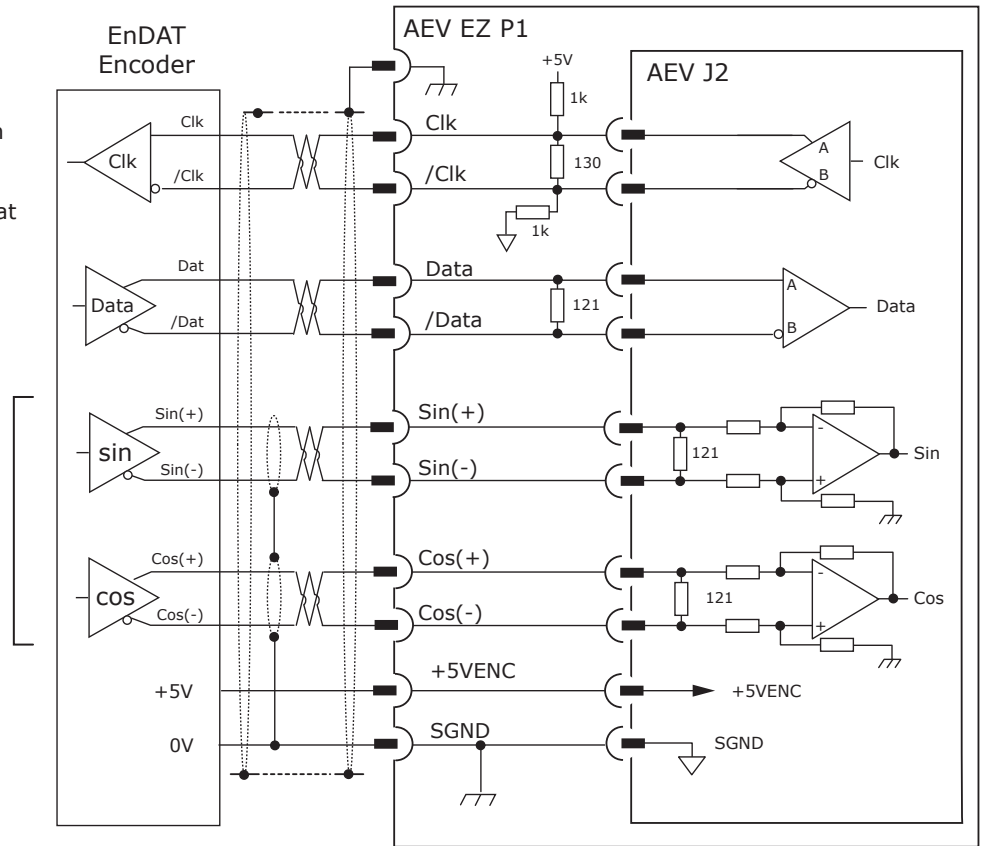 EnDAT
Encoder
AEV EZ P1
AEV J2
n
at
+5V
1k
Clk
Clk
Clk
A
B
Clk
/Clk
/Clk
130
1k
Dat
Data
Data
A
B
Data
/Dat
/Data
121
Sin(+)
Sin(+)
sin
121
-
+
Sin
Sin(-)
Sin(-)
Cos(+)
Cos(+)
cos
121
-
+
Cos
Cos(-)
Cos(-)
+5V
+5VENC
+5VENC
0V
SGND
SGND